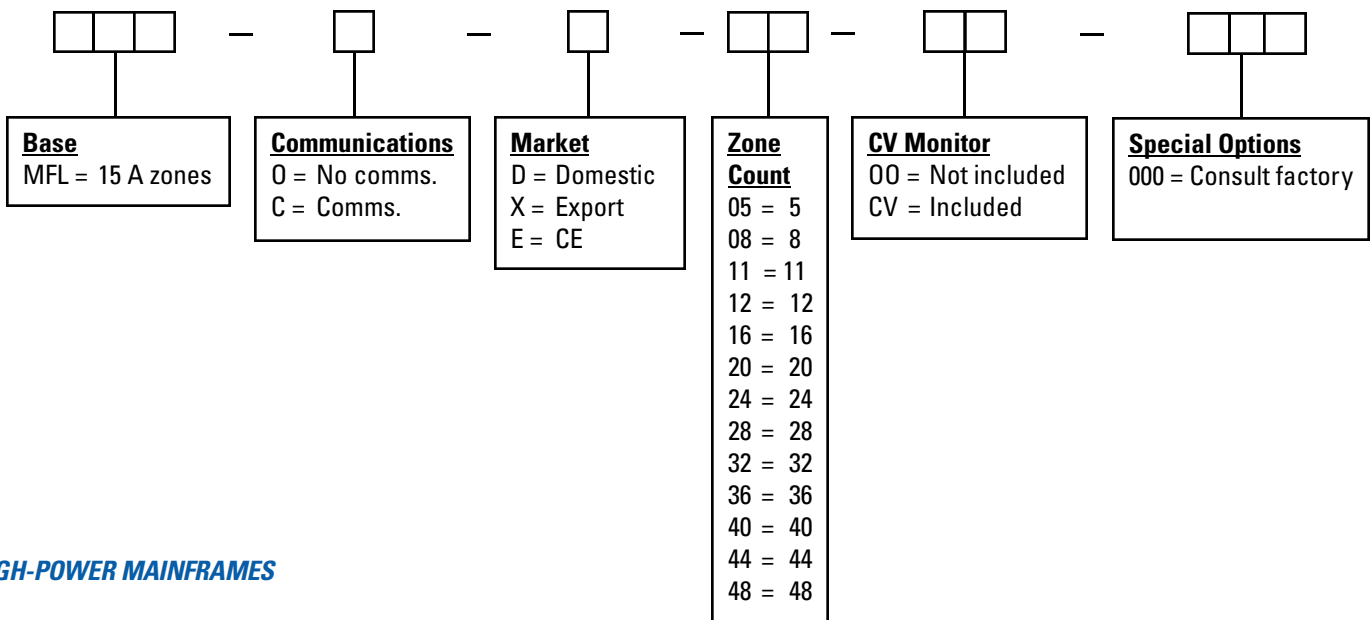 Base
MFL = 15 A zones
Communications
O = No comms.
C = Comms.
Market
D = Domestic
X = Export
E = CE
Zone
Count
05 = 5
08 = 8
11 = 11
12 = 12
16 = 16
20 = 20
24 = 24
28 = 28
32 = 32
36 = 36
40 = 40
44 = 44
48 = 48
CV Monitor
OO = Not included
CV = Included
Special Options
000 = Consult factory
GH-POWER MAINFRAMES